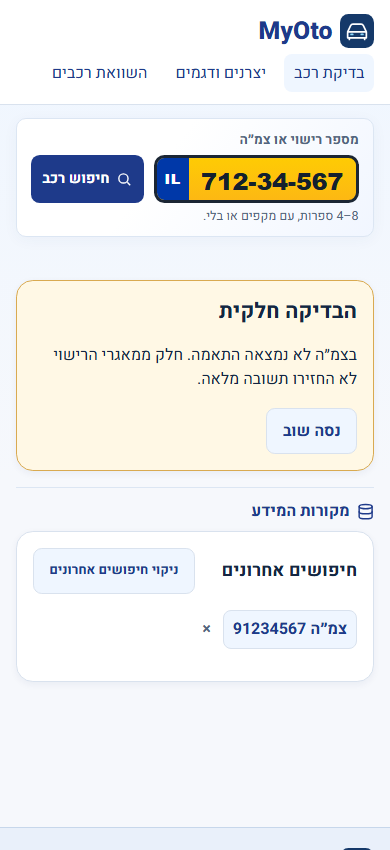 MyOto
בדיקת רכב
יצרנים ודגמים
השוואת רכבים
מספר רישוי או צמ״ה
712-34-567
IL
חיפוש רכב
4–8 ספרות, עם מקפים או בלי.
הבדיקה חלקית
בצמ״ה לא נמצאה התאמה. חלק ממאגרי הרישוי
לא החזירו תשובה מלאה.
נסה שוב
מקורות המידע
חיפושים אחרונים
ניקוי חיפושים אחרונים
צמ״ה 91234567
×